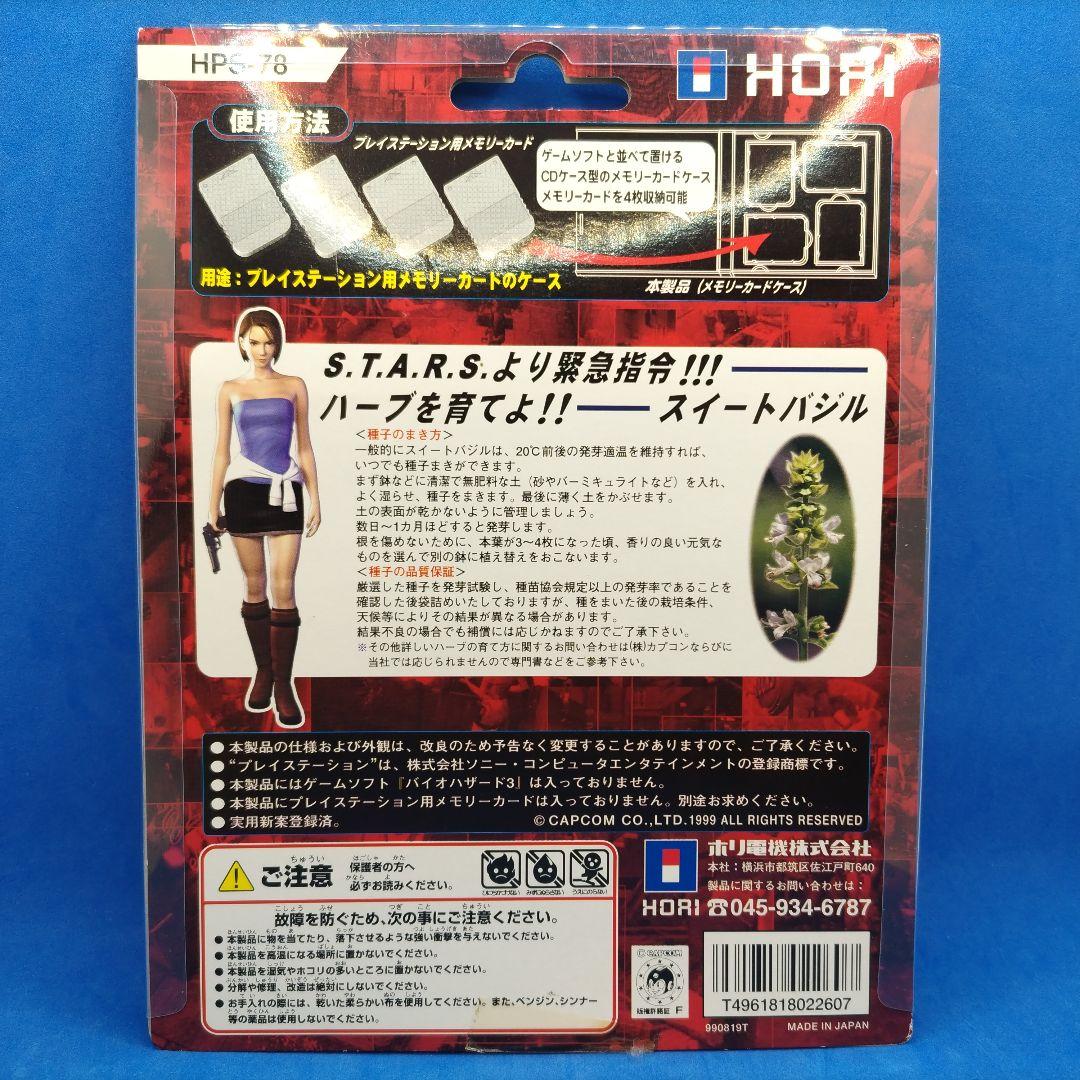 HPS-78
HORI
使用方法
プレイステーション用メモリーカード
ゲームソフトと並べて置ける
CDケース型のメモリーカードケース
メモリーカードを4枚収納可能
用途：プレイステーション用メモリーカードのケース
本製品（メモリーカードケース）
S.T.A.R.S.より緊急指令!!!
ハーブを育てよ!! スイートバジル
＜種子のまき方＞
一般的にスイートバジルは、20℃前後の発芽適温を維持すれば、
いつでも種子まきができます。
まず鉢などに清潔で無肥料な土（砂やバーミキュライトなど）を入れ、
よく湿らせ、種子をまきます。最後に薄く土をかぶせます。
土の表面が乾かないように管理しましょう。
数日〜1カ月ほどすると発芽します。
根を傷めないために、本葉が3〜4枚になった頃、香りの良い元気な
ものを選んで別の鉢に植え替えをおこないます。
＜種子の品質保証＞
厳選した種子を発芽試験し、種苗協会規定以上の発芽率であることを
確認した後袋詰めいたしておりますが、種をまいた後の栽培条件、
天候等によりその結果が異なる場合があります。
結果不良の場合でも補償には応じかねますのでご了承下さい。
※その他詳しいハーブの育て方に関するお問い合わせは(株)カプコンならびに
当社では応じられませんので専門書などをご参考下さい。
●本製品の仕様および外観は、改良のため予告なく変更することがありますので、ご了承ください。
●“プレイステーション”は、株式会社ソニー・コンピュータエンタテインメントの登録商標です。
●本製品にはゲームソフト『バイオハザード3』は入っておりません。
●本製品にプレイステーション用メモリーカードは入っておりません。別途お求めください。
●実用新案登録済。
© CAPCOM CO.,LTD.1999 ALL RIGHTS RESERVED
ご注意
保護者の方へ
必ずお読みください。
故障を防ぐため、次の事にご注意ください。
●本製品に物を当てたり、落下させるような強い衝撃を与えないでください。
●本製品を高温になる場所に置かないでください。
●本製品を湿気やホコリの多いところに置かないでください。
●分解や修理、改造は絶対にしないでください。
●お手入れの際には、乾いた柔らかい布を使用してください。また、ベンジン、シンナー
等の薬品は使用しないでください。
ホリ電機株式会社
本社：横浜市都筑区佐江戸町640
製品に関するお問い合わせは：
HORI ☎045-934-6787
© CAPCOM
版権許諾証 F
T4961818022607
990819T
MADE IN JAPAN